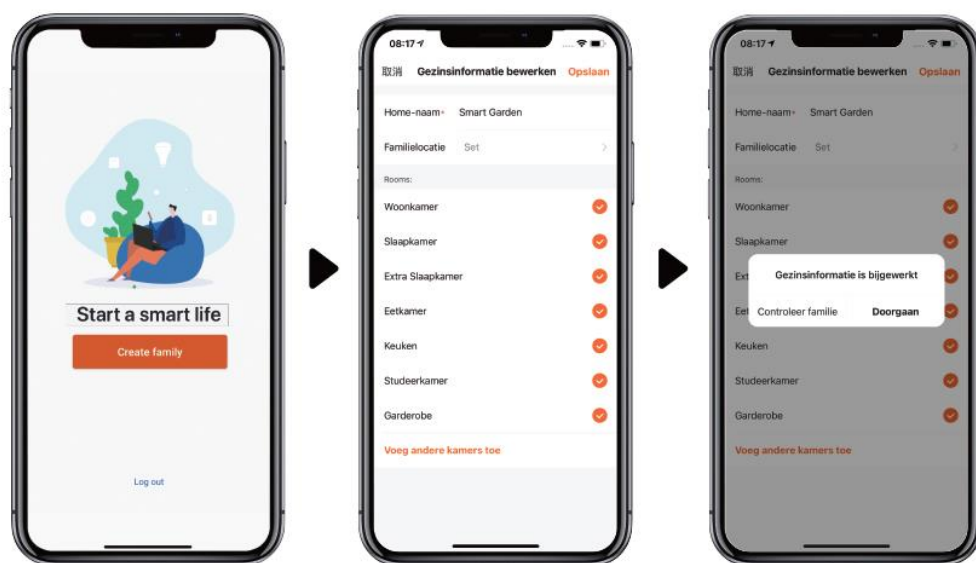 Start a smart life
Create family
Log out
08:17
取消 Gezinsinformatie bewerken Opslaan
Home-naam* Smart Garden
Familielocatie Set
Rooms:
Woonkamer
Slaapkamer
Extra Slaapkamer
Eetkamer
Keuken
Studeerkamer
Garderobe
Voeg andere kamers toe
08:17
取消 Gezinsinformatie bewerken Opslaan
Home-naam* Smart Garden
Familielocatie Set
Rooms:
Woonkamer
Slaapkamer
Ext
Gezinsinformatie is bijgewerkt
Eet
Controleer familie Doorgaan
Keuken
Studeerkamer
Garderobe
Voeg andere kamers toe